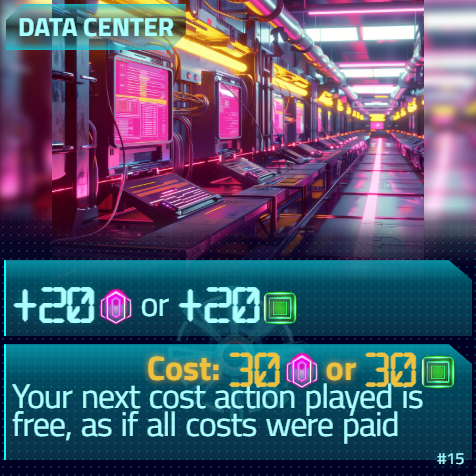 DATA CENTER
+20 or +20
Cost: 30 or 30
Your next cost action played is
free, as if all costs were paid
#15